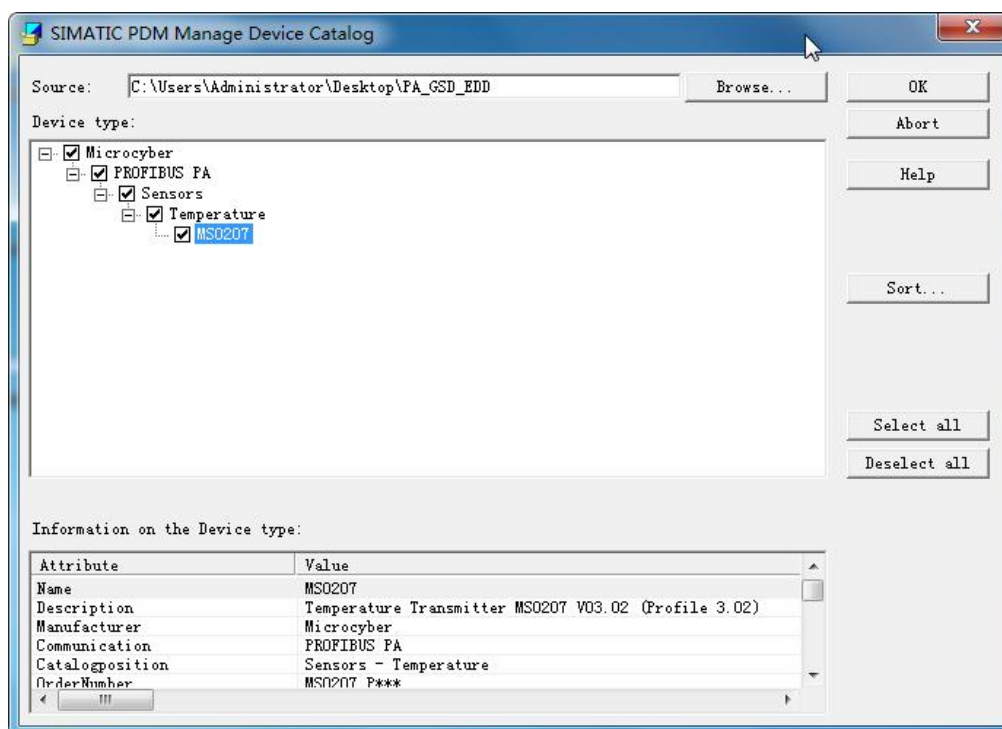 SIMATIC PDM Manage Device Catalog
Source: C:\Users\Administrator\Desktop\PA_GSD_EDD Browse... OK
Device type: Abort
Microcyber
PROFIBUS PA Help
Sensors
Temperature
MS0207
Sort...
Select all
Deselect all
Information on the Device type:
Attribute Value
Name MS0207
Description Temperature Transmitter MS0207 V03.02 (Profile 3.02)
Manufacturer Microcyber
Communication PROFIBUS PA
Catalogposition Sensors - Temperature
OrderNumber MS0207 P***